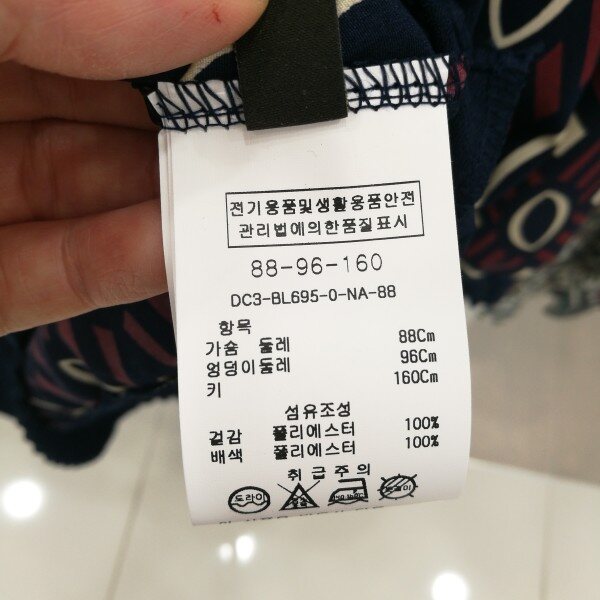 전기용품및생활용품안전
관리법에의한품질표시
88-96-160
DC3-BL695-0-NA-88
항목
가슴 둘레 88Cm
엉덩이둘레 96Cm
키 160Cm
섬유조성
겉감 폴리에스터 100%
배색 폴리에스터 100%
취급주의
드라이